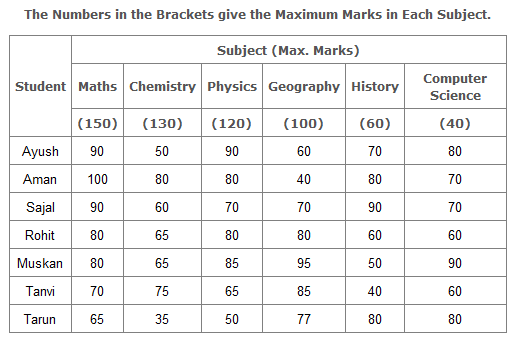 The Numbers in the Brackets give the Maximum Marks in Each Subject.
Student
Subject (Max. Marks)
Maths Chemistry Physics Geography History Computer Science
(150) (130) (120) (100) (60) (40)
Ayush 90 50 90 60 70 80
Aman 100 80 80 40 80 70
Sajal 90 60 70 70 90 70
Rohit 80 65 80 80 60 60
Muskan 80 65 85 95 50 90
Tanvi 70 75 65 85 40 60
Tarun 65 35 50 77 80 80